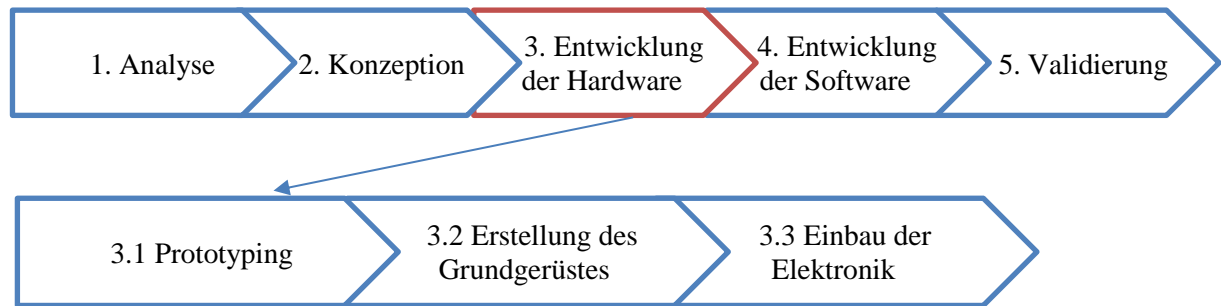 1. Analyse
2. Konzeption
3. Entwicklung
der Hardware
4. Entwicklung
der Software
5. Validierung
3.1 Prototyping
3.2 Erstellung des
Grundgerüstes
3.3 Einbau der
Elektronik